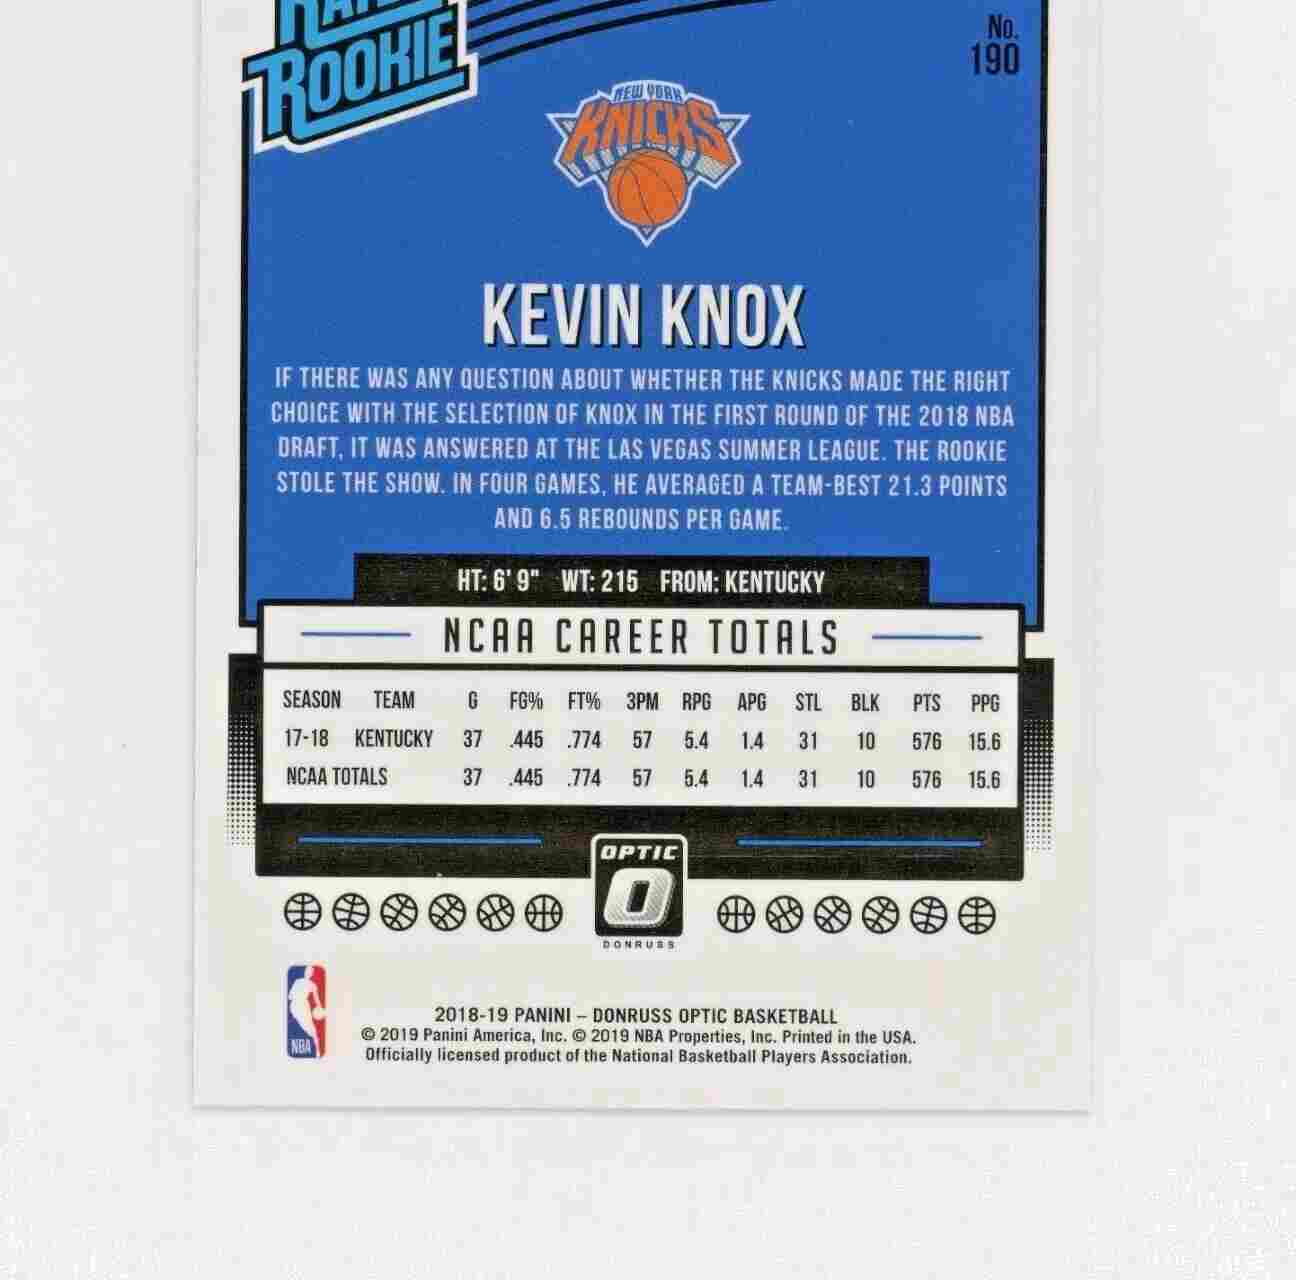 RATED
ROOKIE
No.
190
NEW YORK
KNICKS
KEVIN KNOX
IF THERE WAS ANY QUESTION ABOUT WHETHER THE KNICKS MADE THE RIGHT
CHOICE WITH THE SELECTION OF KNOX IN THE FIRST ROUND OF THE 2018 NBA
DRAFT, IT WAS ANSWERED AT THE LAS VEGAS SUMMER LEAGUE. THE ROOKIE
STOLE THE SHOW. IN FOUR GAMES, HE AVERAGED A TEAM-BEST 21.3 POINTS
AND 6.5 REBOUNDS PER GAME.
HT: 6' 9" WT: 215 FROM: KENTUCKY
NCAA CAREER TOTALS
SEASON TEAM G FG% FT% 3PM RPG APG STL BLK PTS PPG
17-18 KENTUCKY 37 .445 .774 57 5.4 1.4 31 10 576 15.6
NCAA TOTALS 37 .445 .774 57 5.4 1.4 31 10 576 15.6
OPTIC
O
DONRUSS
NBA
2018-19 PANINI – DONRUSS OPTIC BASKETBALL
© 2019 Panini America, Inc. © 2019 NBA Properties, Inc. Printed in the USA.
Officially licensed product of the National Basketball Players Association.